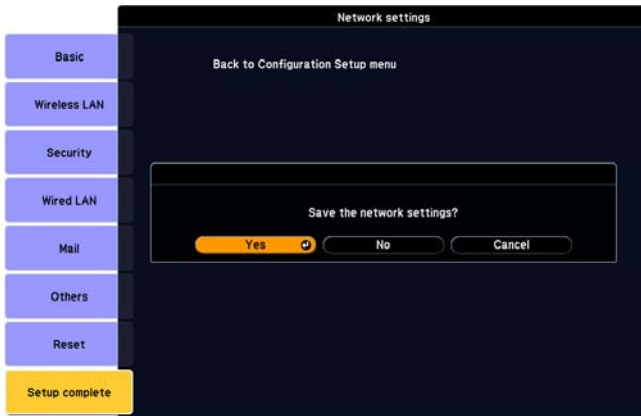 Network settings
Basic
Back to Configuration Setup menu
Wireless LAN
Security
Wired LAN
Save the network settings?
Yes No Cancel
Mail
Others
Reset
Setup complete